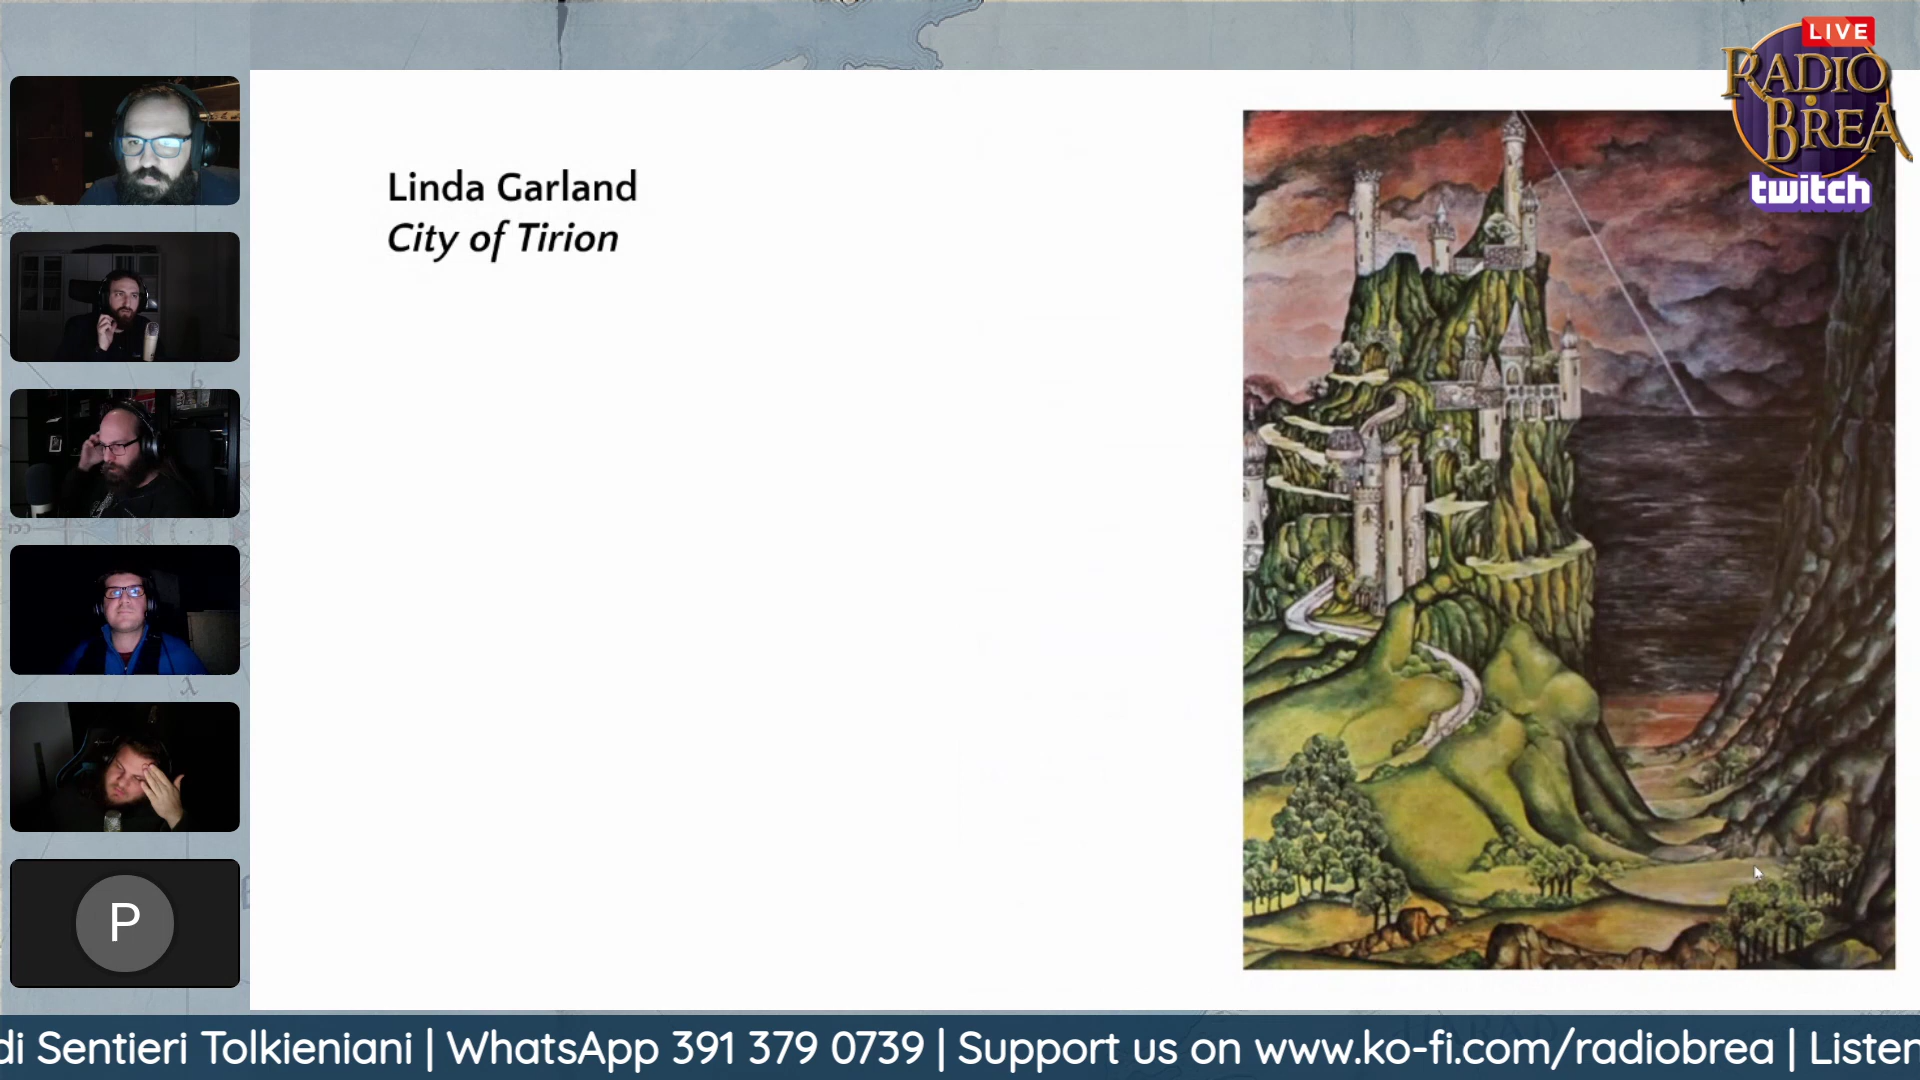 LIVE
RADIO
BREA
twitch
Linda Garland
City of Tirion
P
di Sentieri Tolkieniani | WhatsApp 391 379 0739 | Support us on www.ko-fi.com/radiobrea | Listen